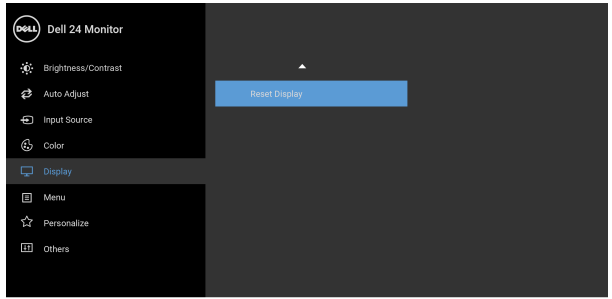 DELL
Dell 24 Monitor
Brightness/Contrast
Auto Adjust
Input Source
Color
Display
Menu
Personalize
Others
Reset Display